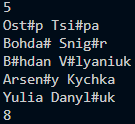 5
Ost#p Tsi#pa
Bohda# Snig#r
B#hdan V#lyaniuk
Arsen#y Kychka
Yulia Danyl#uk
8